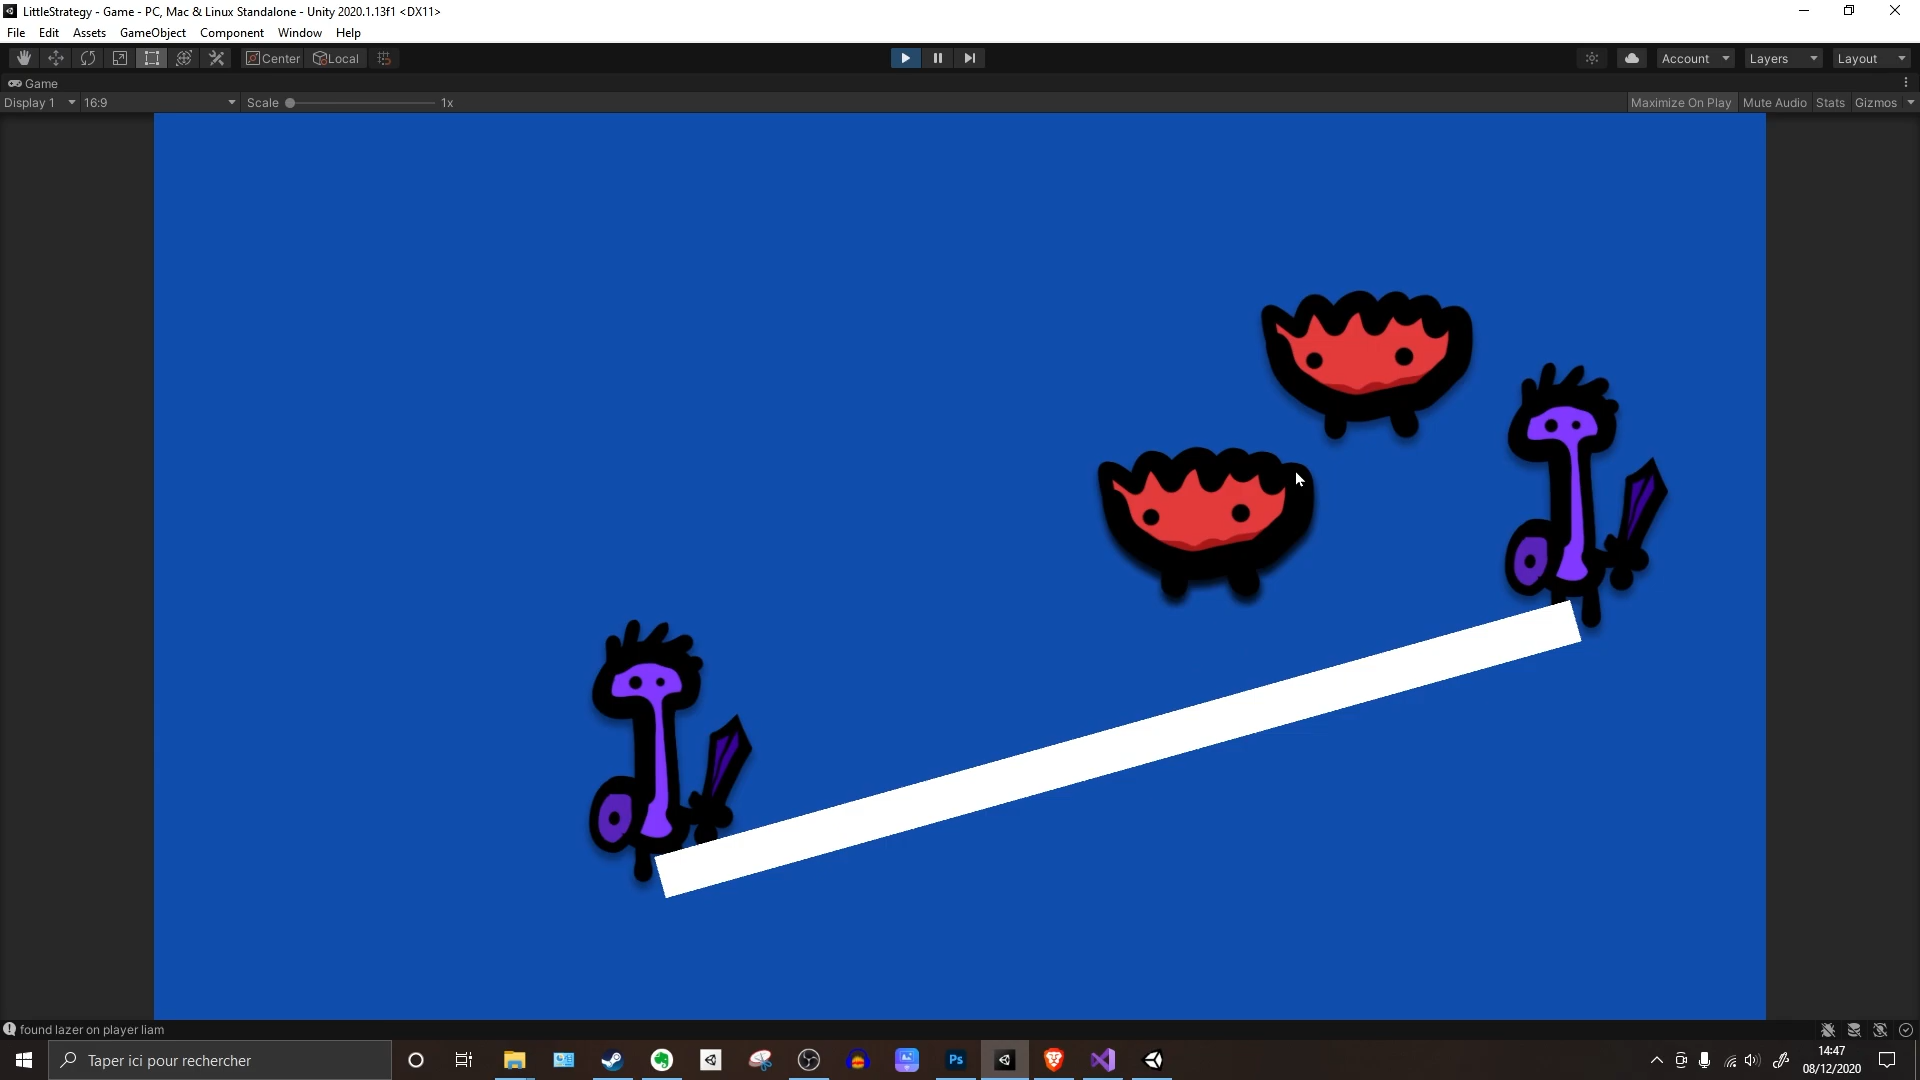 LittleStrategy - Game - PC, Mac & Linux Standalone - Unity 2020.1.13f1 <DX11>
File Edit Assets GameObject Component Window Help
Center Local Account Layers Layout
Game
Display 1 16:9 Scale 1x Maximize On Play Mute Audio Stats Gizmos
found lazer on player liam
Taper ici pour rechercher
Ps
14:47
08/12/2020